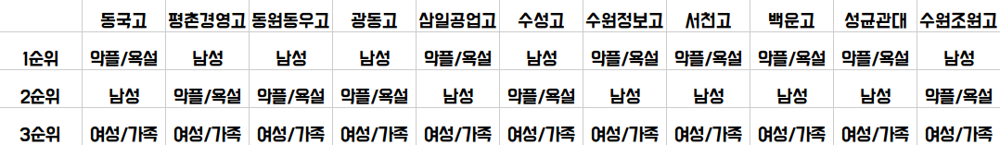 동국고 평촌경영고 동원동우고 광동고 삼일공업고 수성고 수원정보고 서천고 백운고 성균관대 수원조원고
1순위 악플/욕설 남성 남성 남성 악플/욕설 남성 악플/욕설 악플/욕설 악플/욕설 악플/욕설 남성
2순위 남성 악플/욕설 악플/욕설 악플/욕설 남성 악플/욕설 남성 남성 남성 남성 악플/욕설
3순위 여성/가족 여성/가족 여성/가족 여성/가족 여성/가족 여성/가족 여성/가족 여성/가족 여성/가족 여성/가족 여성/가족